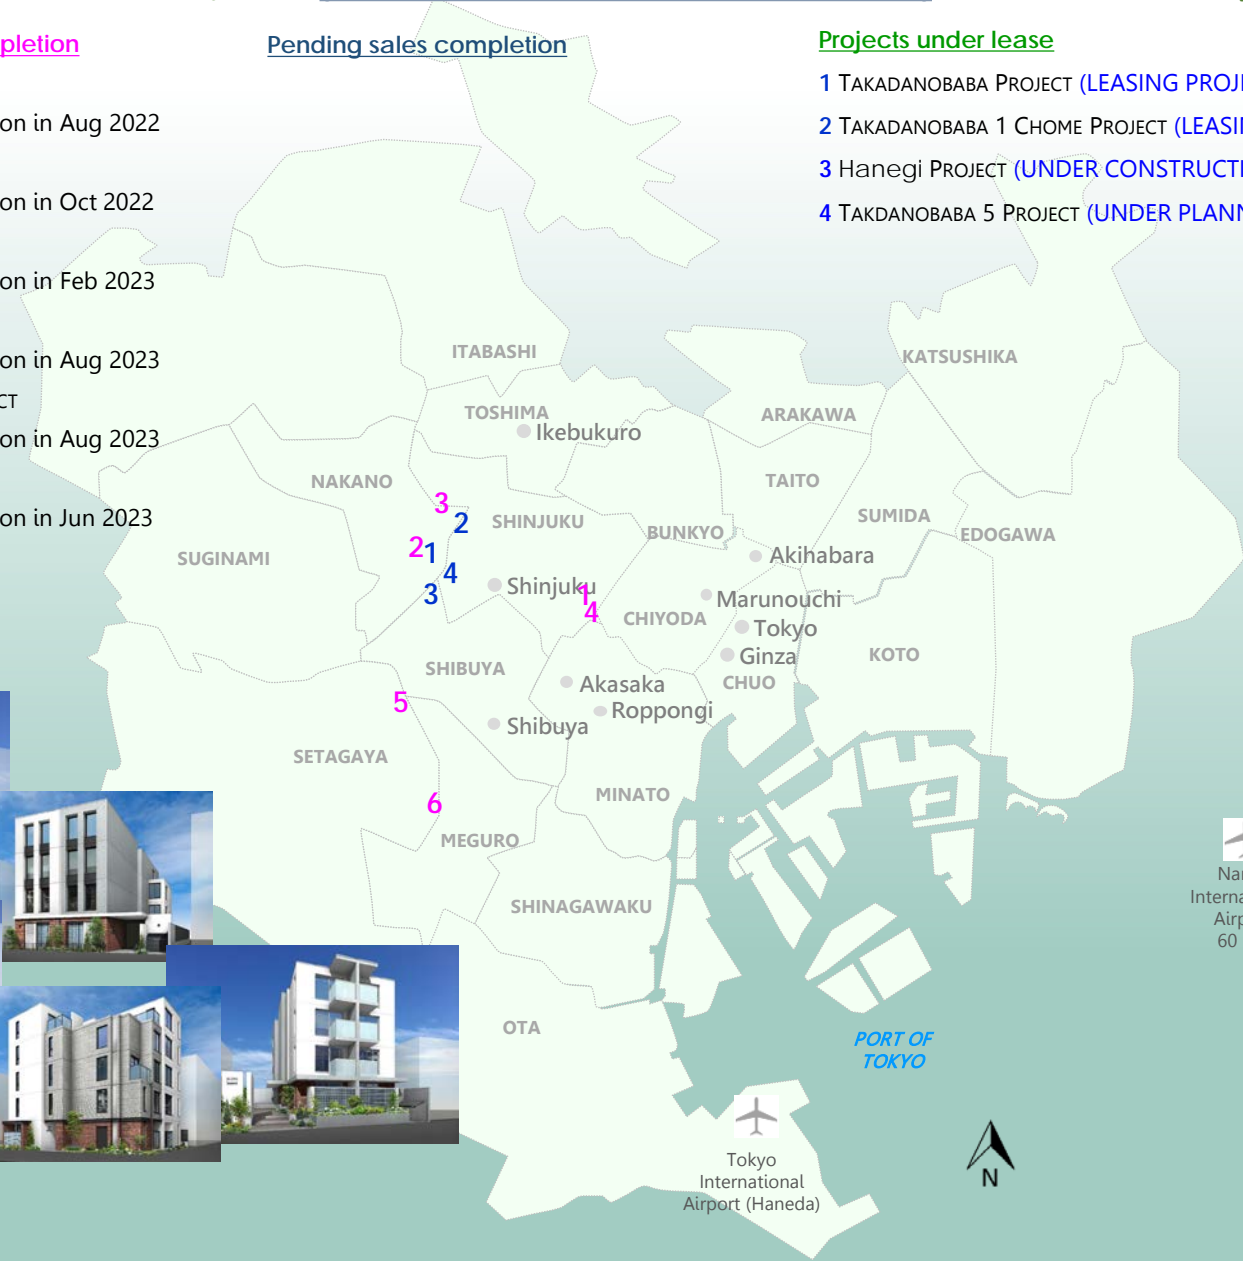 pletion
on in Aug 2022
on in Oct 2022
on in Feb 2023
on in Aug 2023
CT
on in Aug 2023
on in Jun 2023
Pending sales completion
Projects under lease
1 TAKADANOBABA PROJECT (LEASING PROJ
2 TAKADANOBABA 1 CHOME PROJECT (LEASI
3 Hanegi PROJECT (UNDER CONSTRUCT
4 TAKDANOBABA 5 PROJECT (UNDER PLAN
ITABASHI
KATSUSHIKA
TOSHIMA
Ikebukuro
ARAKAWA
NAKANO
TAITO
3
2
SHINJUKU
BUNKYO
SUMIDA
EDOGAWA
SUGINAMI
2
1
Akihabara
4
3
Shinjuku
1
4
CHIYODA
Marunouchi
Tokyo
Ginza
KOTO
SHIBUYA
CHUO
5
Akasaka
Roppongi
Shibuya
SETAGAYA
6
MINATO
MEGURO
SHINAGAWAKU
OTA
PORT OF
TOKYO
Tokyo
International
Airport (Haneda)
N
Na
Interna
Airp
60